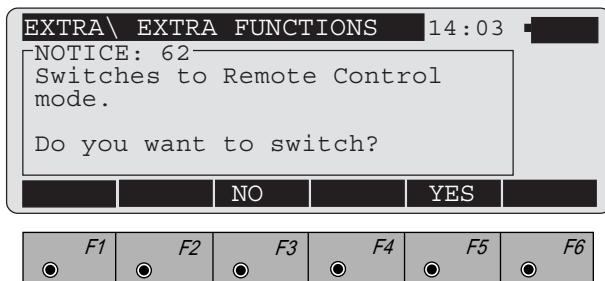 EXTRA\ EXTRA FUNCTIONS 14:03
NOTICE: 62
Switches to Remote Control
mode.
Do you want to switch?
NO YES
F1 F2 F3 F4 F5 F6